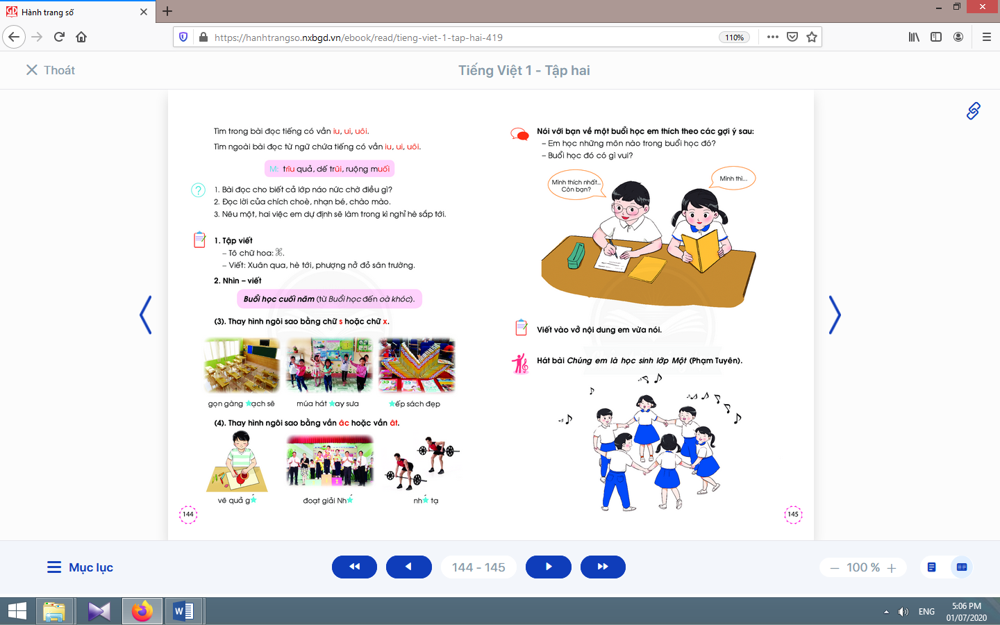 Hành trang số
https://hanhtrangso.nxbgd.vn/ebook/read/tieng-viet-1-tap-hai-419
110%
Thoát
Tiếng Việt 1 - Tập hai
Tìm trong bài đọc tiếng có vần iu, ui, uôi.
Tìm ngoài bài đọc từ ngữ chứa tiếng có vần iu, ui, uôi.
M: trĩu quả, dế trũi, ruộng muối
?
1. Bài đọc cho biết cả lớp náo nức chờ điều gì?
2. Đọc lời của chích choè, nhạn bé, chào mào.
3. Nêu một, hai việc em dự định sẽ làm trong kì nghỉ hè sắp tới.
1. Tập viết
– Tô chữ hoa: X.
– Viết: Xuân qua, hè tới, phượng nở đỏ sân trường.
2. Nhìn – viết
Buổi học cuối năm (từ Buổi học đến oà khóc).
(3). Thay hình ngôi sao bằng chữ s hoặc chữ x.
gọn gàng ★ạch sẽ
múa hát ★ay sưa
★ếp sách đẹp
(4). Thay hình ngôi sao bằng vần âc hoặc vần ât.
vẽ quả g★
đoạt giải Nh★
nh★ tạ
144
Nói với bạn về một buổi học em thích theo các gợi ý sau:
– Em học những môn nào trong buổi học đó?
– Buổi học đó có gì vui?
Mình thích nhất...
Còn bạn?
Mình thì...
Viết vào vở nội dung em vừa nói.
Hát bài Chúng em là học sinh lớp Một (Phạm Tuyên).
145
Mục lục
144 - 145
100 %
ENG
5:06 PM
01/07/2020